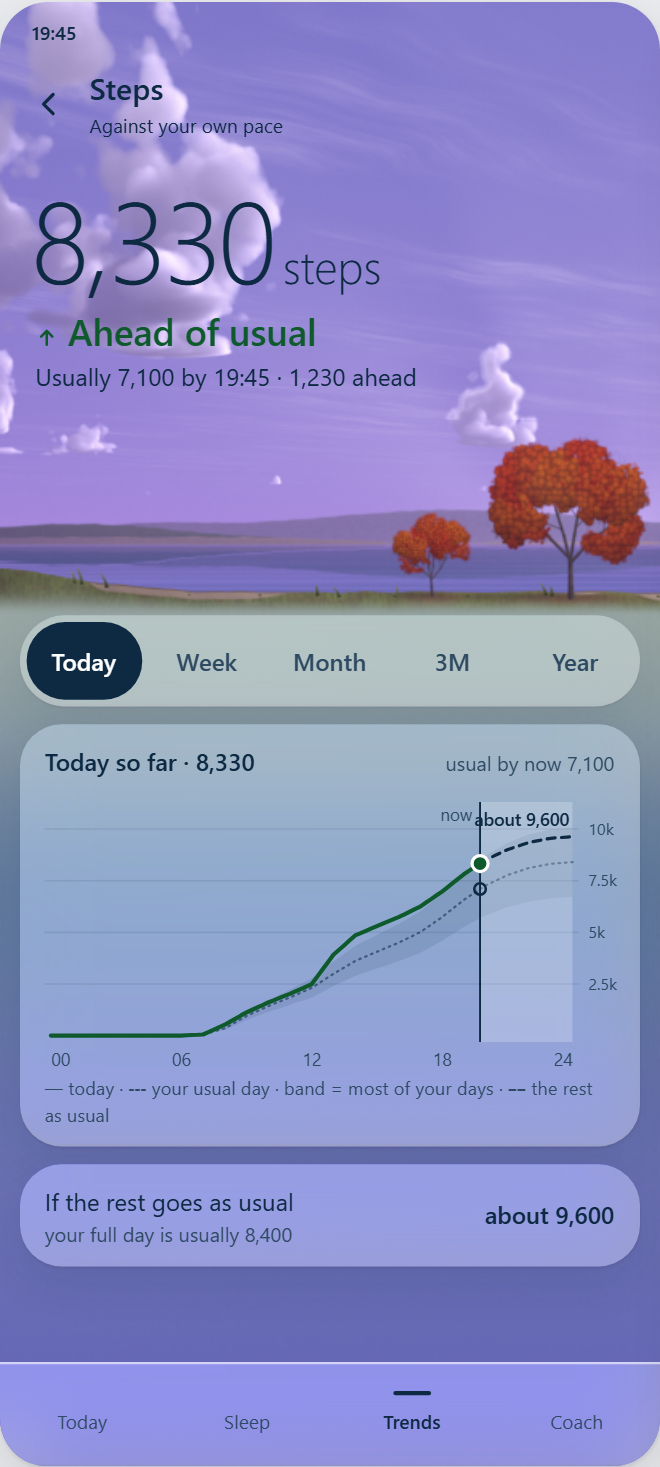 19:45
Steps
Against your own pace
8,330 steps
↑ Ahead of usual
Usually 7,100 by 19:45 · 1,230 ahead
Today Week Month 3M Year
Today so far · 8,330 usual by now 7,100
now about 9,600
10k
7.5k
5k
2.5k
00 06 12 18 24
— today · --- your usual day · band = most of your days · –– the rest
as usual
If the rest goes as usual
your full day is usually 8,400
about 9,600
Today Sleep Trends Coach